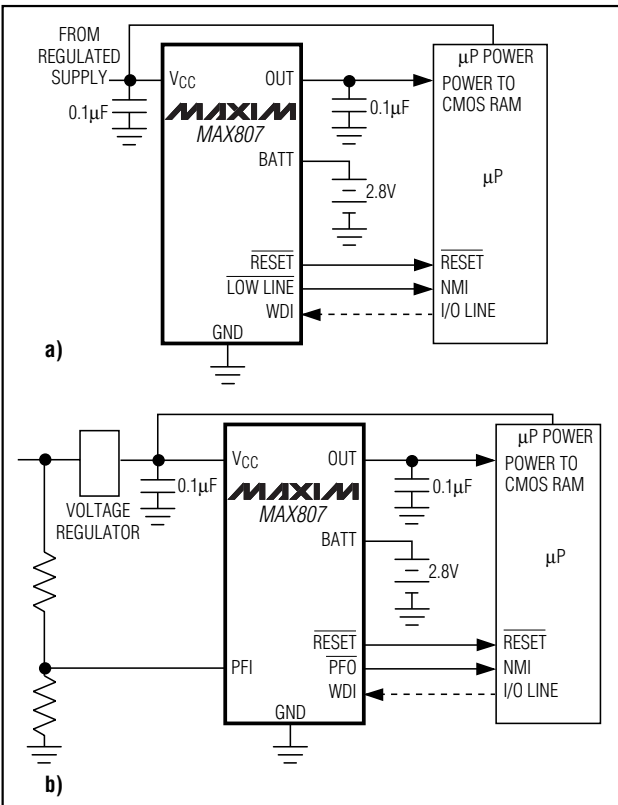 FROM
REGULATED
SUPPLY
0.1µF
VCC
OUT
MAXIM
MAX807
BATT
RESET
LOW LINE
WDI
GND
0.1µF
2.8V
µP POWER
POWER TO
CMOS RAM
µP
RESET
NMI
I/O LINE
a)
VOLTAGE
REGULATOR
0.1µF
VCC
OUT
MAXIM
MAX807
BATT
RESET
PFO
PFI
WDI
GND
0.1µF
2.8V
µP POWER
POWER TO
CMOS RAM
µP
RESET
NMI
I/O LINE
b)